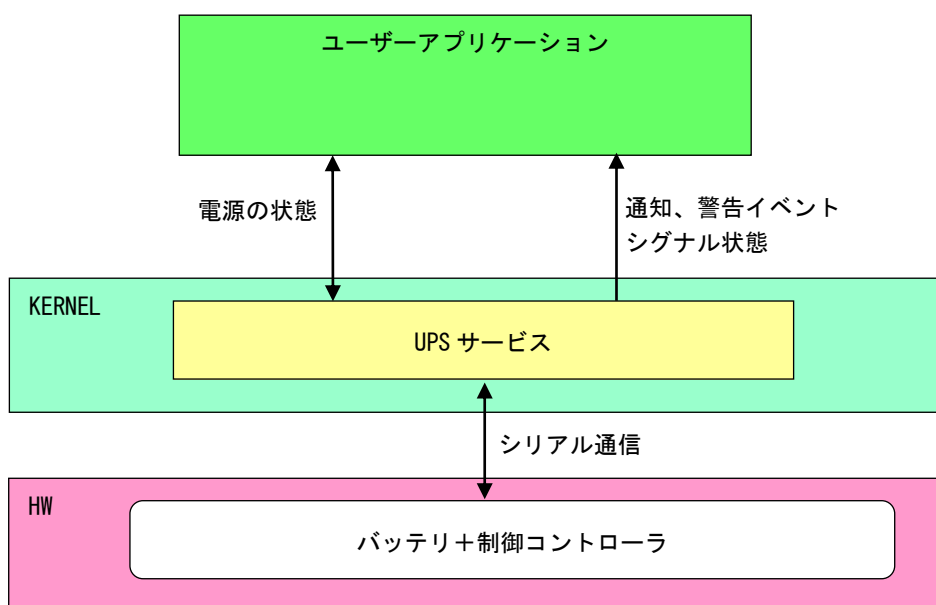 ユーザーアプリケーション
電源の状態
通知、警告イベント
シグナル状態
KERNEL
UPS サービス
シリアル通信
HW
バッテリ＋制御コントローラ